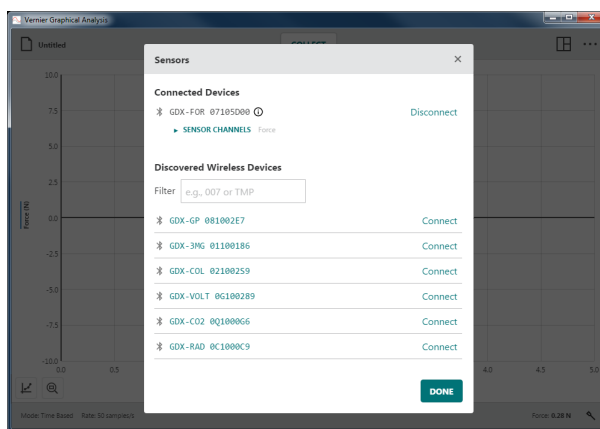 Vernier Graphical Analysis
Untitled
COLLECT
Sensors
Connected Devices
GDX-FOR 07105D00
Disconnect
SENSOR CHANNELS Force
Discovered Wireless Devices
Filter e.g., 007 or TMP
GDX-GP 081002E7 Connect
GDX-3MG 01100186 Connect
GDX-COL 02100259 Connect
GDX-VOLT 0G100289 Connect
GDX-CO2 0Q1000G6 Connect
GDX-RAD 0C1000C9 Connect
DONE
Force (N)
10.0
7.5
5.0
2.5
0.0
-2.5
-5.0
-7.5
-10.0
0.0 0.5 4.0 4.5 5.0
Mode: Time Based Rate: 50 samples/s
Force: 0.28 N